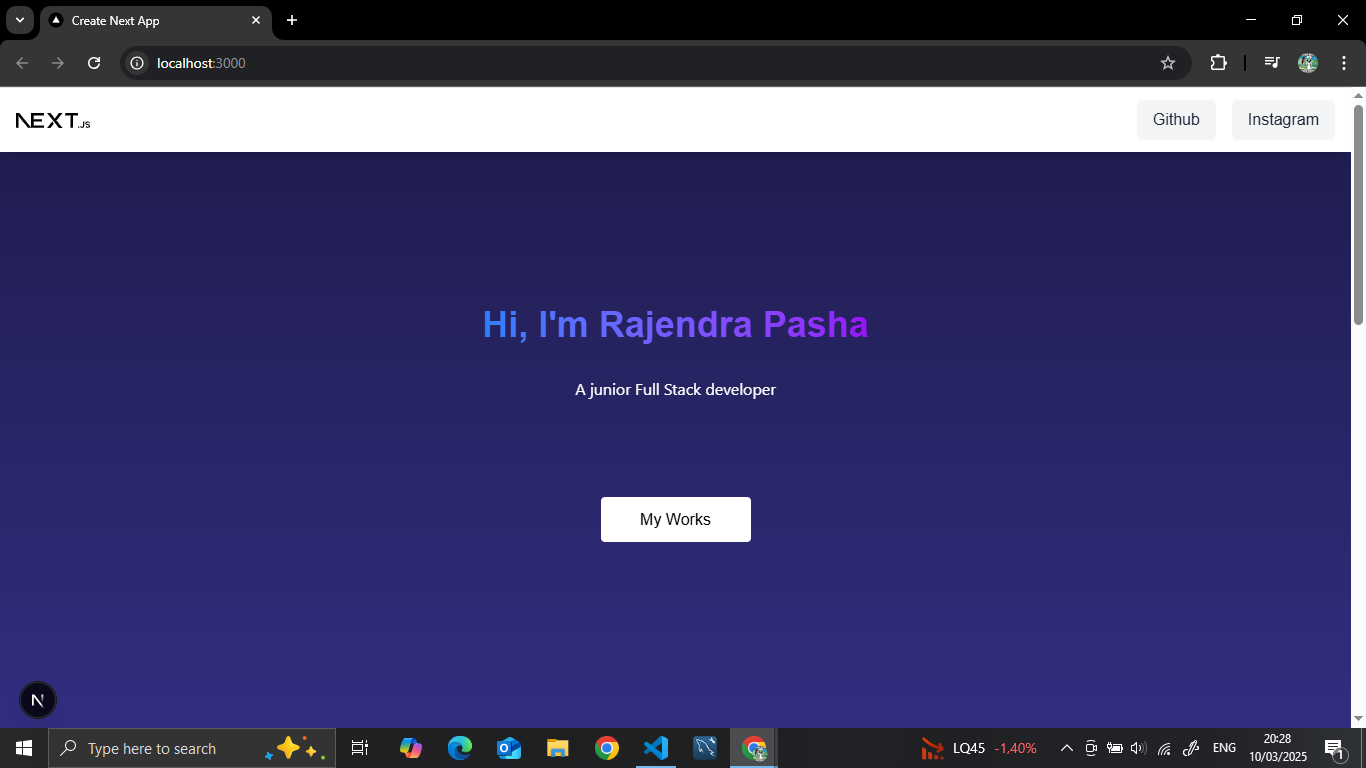 Create Next App
localhost:3000
NEXT.JS
Github
Instagram
Hi, I'm Rajendra Pasha
A junior Full Stack developer
My Works
N
Type here to search
LQ45 -1,40%
ENG
20:28
10/03/2025
1